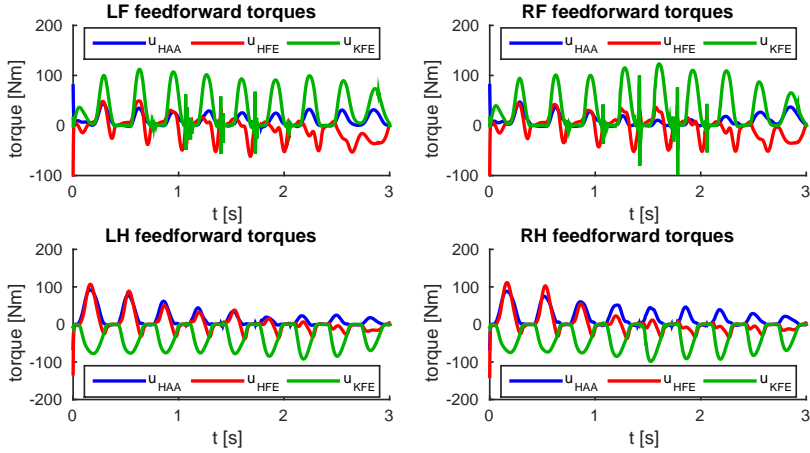 LF feedforward torques
u_HAA u_HFE u_KFE
torque [Nm]
200
100
0
-100
0 1 2 3
t [s]
RF feedforward torques
u_HAA u_HFE u_KFE
torque [Nm]
200
100
0
-100
0 1 2 3
t [s]
LH feedforward torques
torque [Nm]
200
100
0
-100
-200
u_HAA u_HFE u_KFE
0 1 2 3
t [s]
RH feedforward torques
torque [Nm]
200
100
0
-100
-200
u_HAA u_HFE u_KFE
0 1 2 3
t [s]